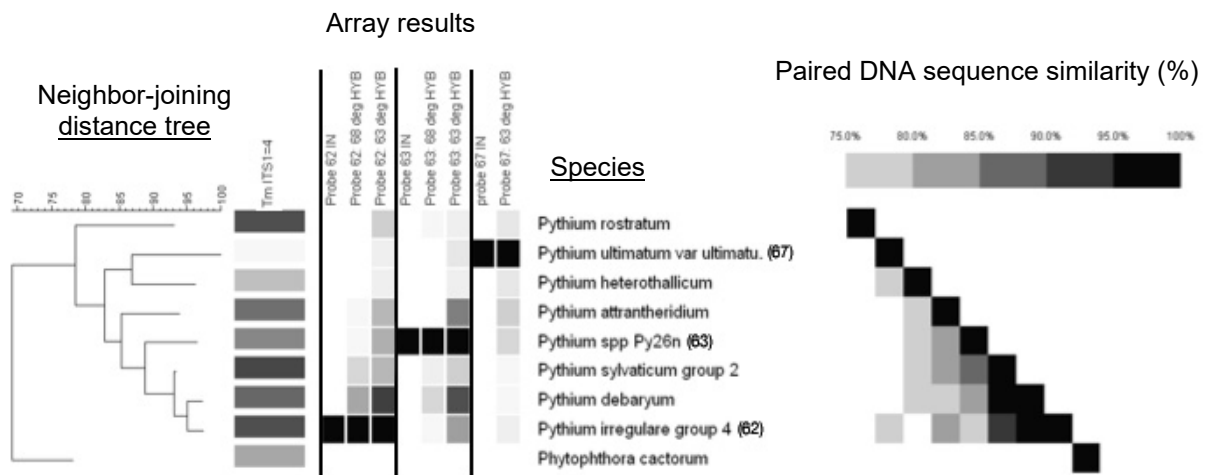 Array results
Paired DNA sequence similarity (%)
Neighbor-joining
distance tree
Tm ITS1=4
Probe 62 IN
Probe 62: 68 deg HYB
Probe 62: 63 deg HYB
Probe 63 IN
Probe 63: 68 deg HYB
Probe 63: 63 deg HYB
probe 67 IN
Probe 67: 63 deg HYB
Species
75.0% 80.0% 85.0% 90.0% 95.0% 100%
70 75 80 85 90 95 100
Pythium rostratum
Pythium ultimatum var ultimatu. (67)
Pythium heterothallicum
Pythium attrantheridium
Pythium spp Py26n (63)
Pythium sylvaticum group 2
Pythium debaryum
Pythium irregulare group 4 (62)
Phytophthora cactorum